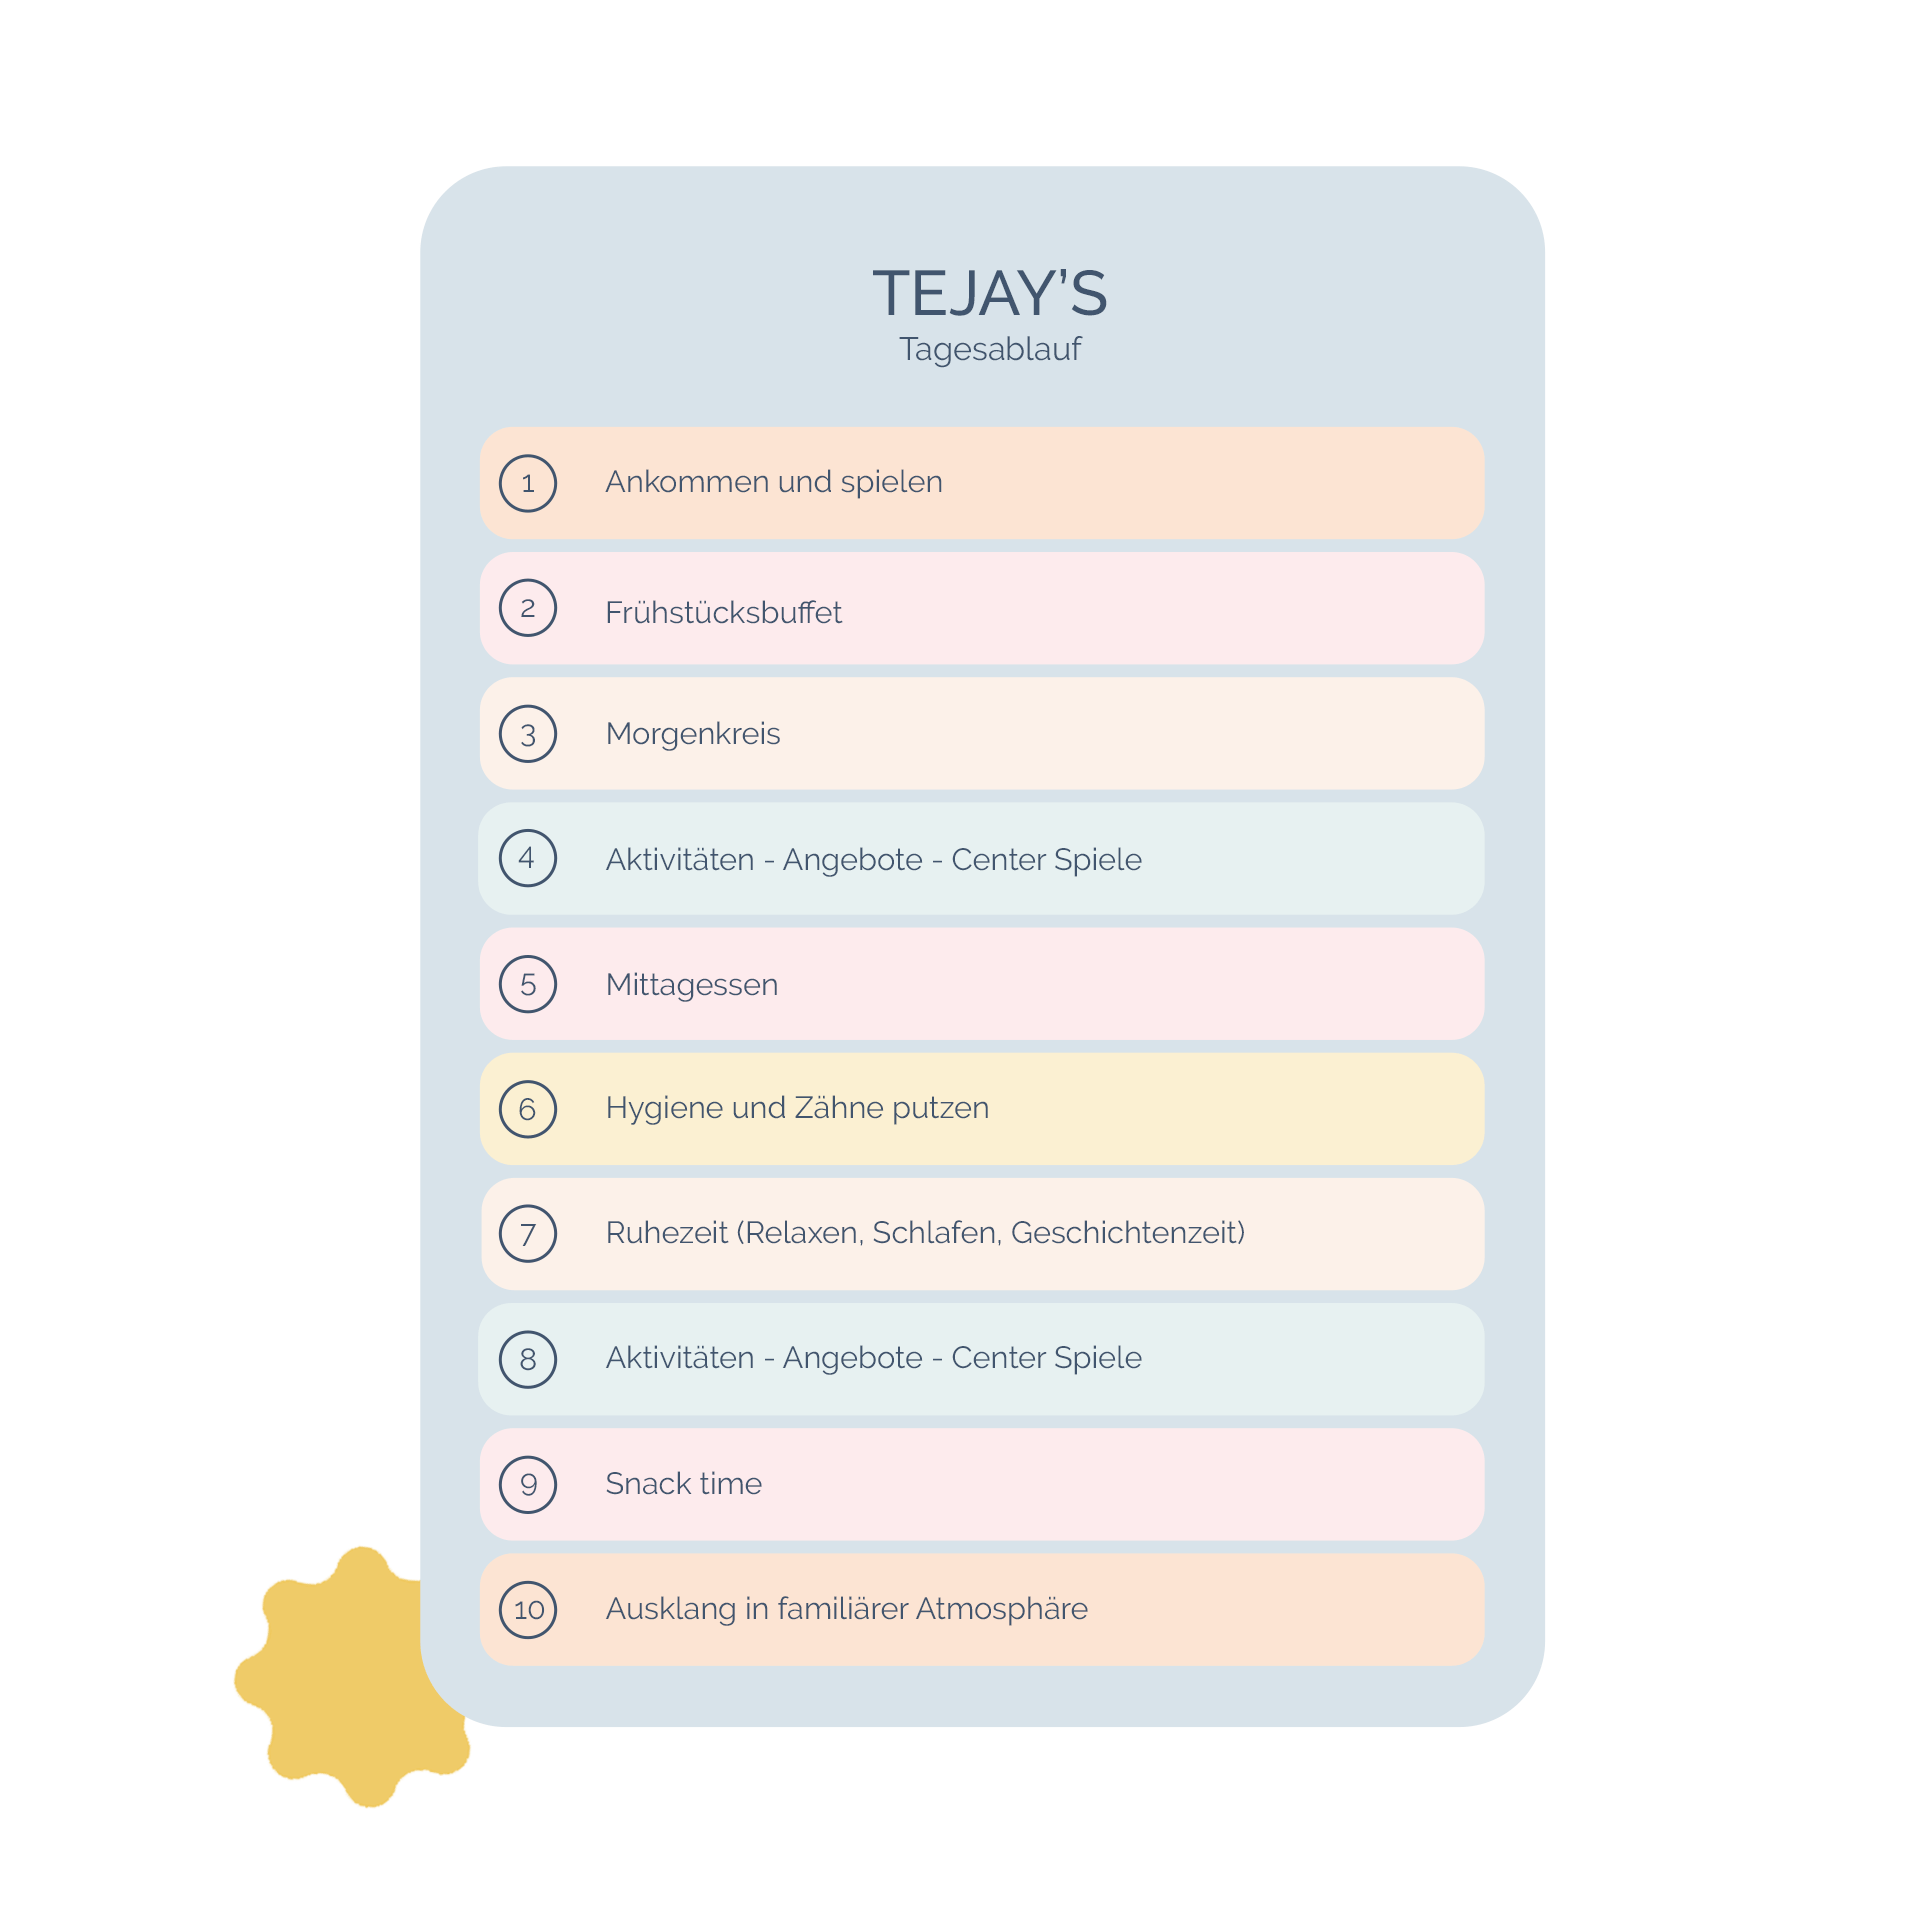 TEJAY’S
Tagesablauf
1 Ankommen und spielen
2 Frühstücksbuffet
3 Morgenkreis
4 Aktivitäten - Angebote - Center Spiele
5 Mittagessen
6 Hygiene und Zähne putzen
7 Ruhezeit (Relaxen, Schlafen, Geschichtenzeit)
8 Aktivitäten - Angebote - Center Spiele
9 Snack time
10 Ausklang in familiärer Atmosphäre